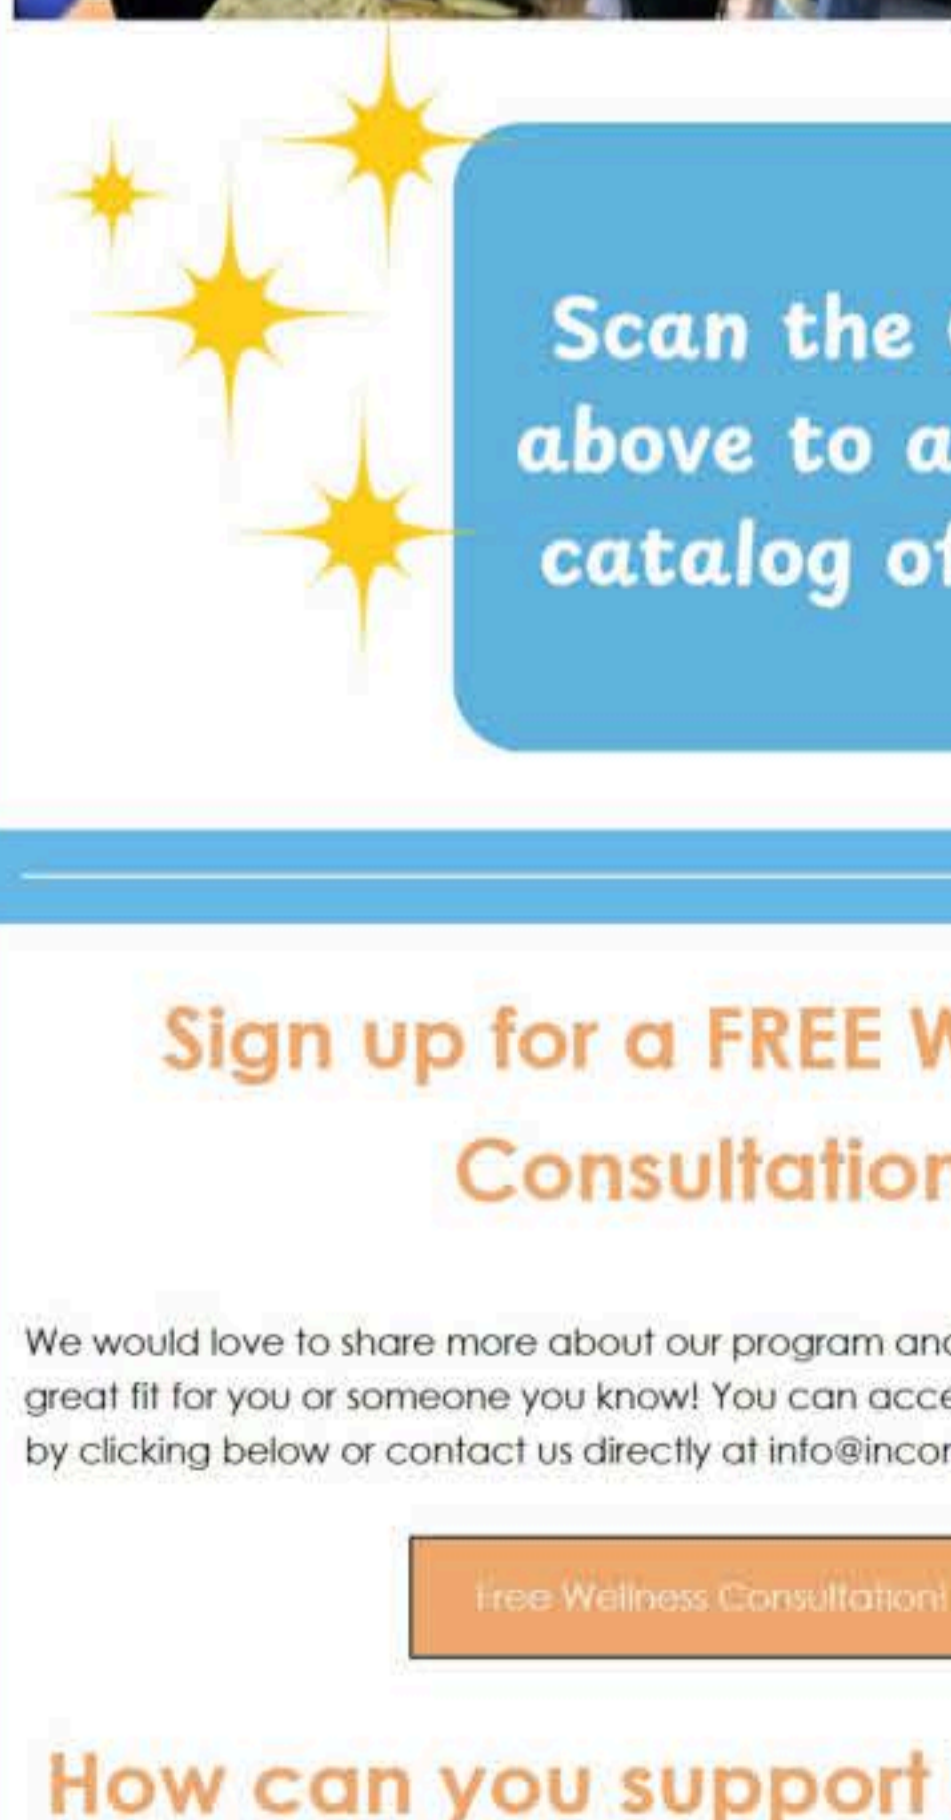 Scan the
above to a
catalog of
Sign up for a FREE W
Consultation
We would love to share more about our program and
great fit for you or someone you know! You can acce
by clicking below or contact us directly at info@incor
Free Wellness Consultation!
How can you support